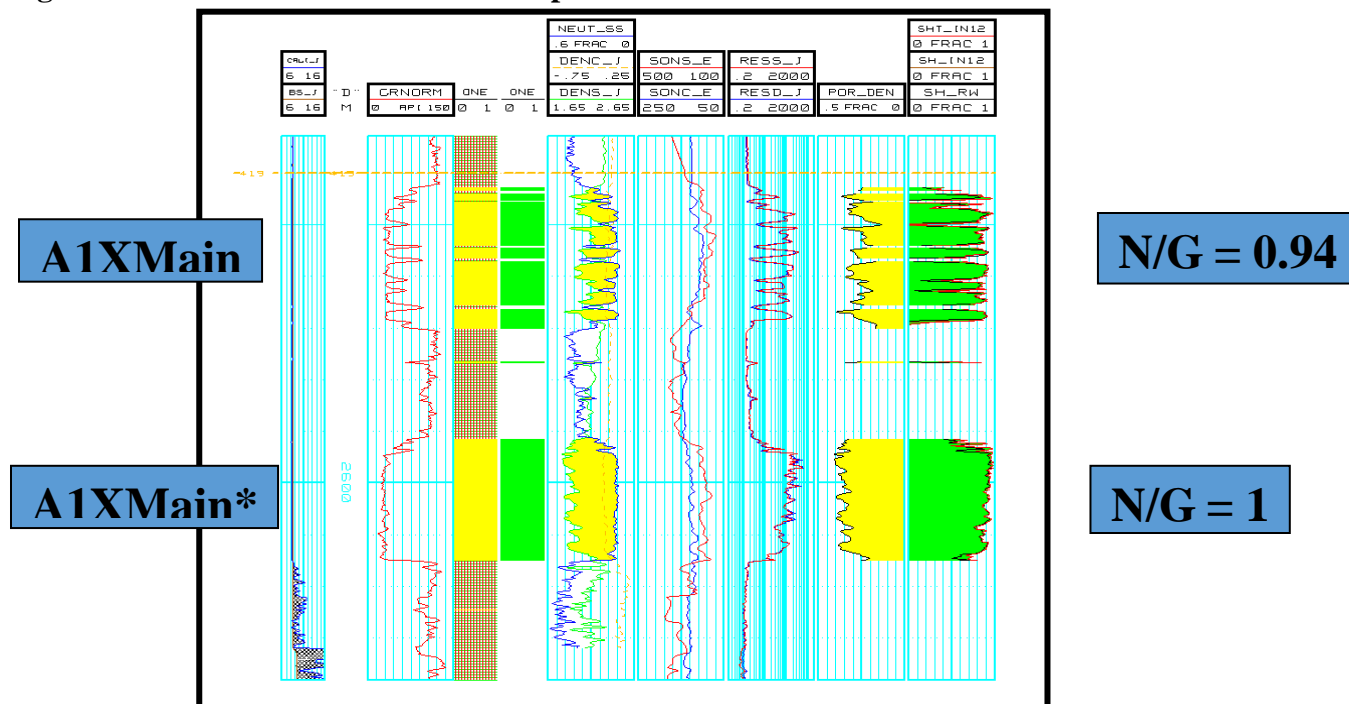 NEUT_SS
.6 FRAC 0
SHT_IN12
0 FRAC 1
CALI_J
6 16
DENC_J
-.75 .25
SONS_E
500 100
RESS_J
.2 2000
SH_IN12
0 FRAC 1
BS_J
6 16
"D"
M
GRNORM
0 API 150
ONE
0 1
ONE
0 1
DENS_J
1.65 2.65
SONC_E
250 50
RESD_J
.2 2000
POR_DEN
.5 FRAC 0
SH_RW
0 FRAC 1
A1XMain
N/G = 0.94
2600
A1XMain*
N/G = 1